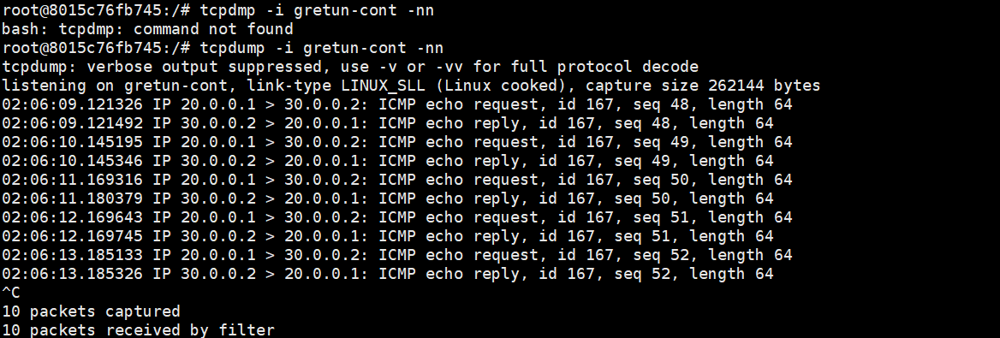 root@8015c76fb745:/# tcpdmp -i gretun-cont -nn
bash: tcpdmp: command not found
root@8015c76fb745:/# tcpdump -i gretun-cont -nn
tcpdump: verbose output suppressed, use -v or -vv for full protocol decode
listening on gretun-cont, link-type LINUX_SLL (Linux cooked), capture size 262144 bytes
02:06:09.121326 IP 20.0.0.1 > 30.0.0.2: ICMP echo request, id 167, seq 48, length 64
02:06:09.121492 IP 30.0.0.2 > 20.0.0.1: ICMP echo reply, id 167, seq 48, length 64
02:06:10.145195 IP 20.0.0.1 > 30.0.0.2: ICMP echo request, id 167, seq 49, length 64
02:06:10.145346 IP 30.0.0.2 > 20.0.0.1: ICMP echo reply, id 167, seq 49, length 64
02:06:11.169316 IP 20.0.0.1 > 30.0.0.2: ICMP echo request, id 167, seq 50, length 64
02:06:11.180379 IP 30.0.0.2 > 20.0.0.1: ICMP echo reply, id 167, seq 50, length 64
02:06:12.169643 IP 20.0.0.1 > 30.0.0.2: ICMP echo request, id 167, seq 51, length 64
02:06:12.169745 IP 30.0.0.2 > 20.0.0.1: ICMP echo reply, id 167, seq 51, length 64
02:06:13.185133 IP 20.0.0.1 > 30.0.0.2: ICMP echo request, id 167, seq 52, length 64
02:06:13.185326 IP 30.0.0.2 > 20.0.0.1: ICMP echo reply, id 167, seq 52, length 64
^C
10 packets captured
10 packets received by filter